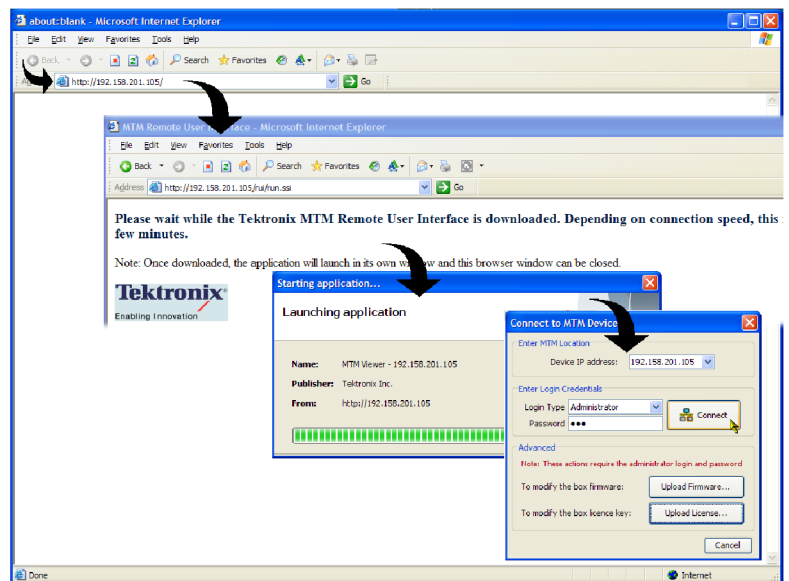 about:blank - Microsoft Internet Explorer
File Edit View Favorites Tools Help
Back Search Favorites
http://192.158.201.105/ Go
MTM Remote User Interface - Microsoft Internet Explorer
File Edit View Favorites Tools Help
Back Search Favorites
Address http://192.158.201.105/rui/run.ssi Go
Please wait while the Tektronix MTM Remote User Interface is downloaded. Depending on connection speed, this
few minutes.
Note: Once downloaded, the application will launch in its own window and this browser window can be closed.
Tektronix
Enabling Innovation
Starting application...
Launching application
Name: MTM Viewer - 192.158.201.105
Publisher: Tektronix Inc.
From: http://192.158.201.105
Connect to MTM Device
Enter MTM Location
Device IP address: 192.158.201.105
Enter Login Credentials
Login Type Administrator
Password
Connect
Advanced
Note: These actions require the administrator login and password
To modify the box firmware: Upload Firmware...
To modify the box licence key: Upload License...
Cancel
Done Internet